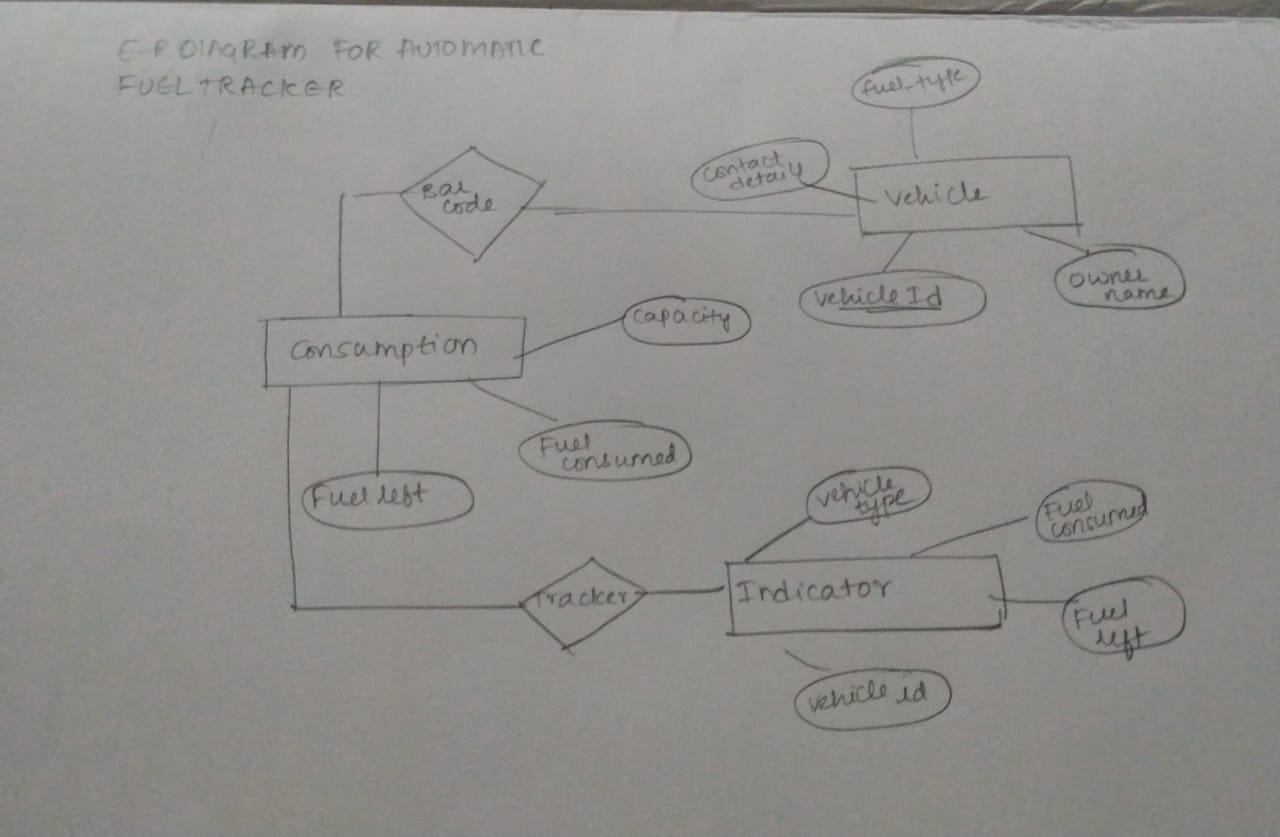 E-R DIAGRAM FOR AUTOMATIC
FUEL TRACKER
fuel-type
contact
detail
Vehicle
Bar
code
Vehicle Id
owner
name
Consamption
capacity
Fuel
consumed
Fuel left
vehicle
type
Fuel
consumed
Tracker
Indicator
Fuel
left
vehicle id